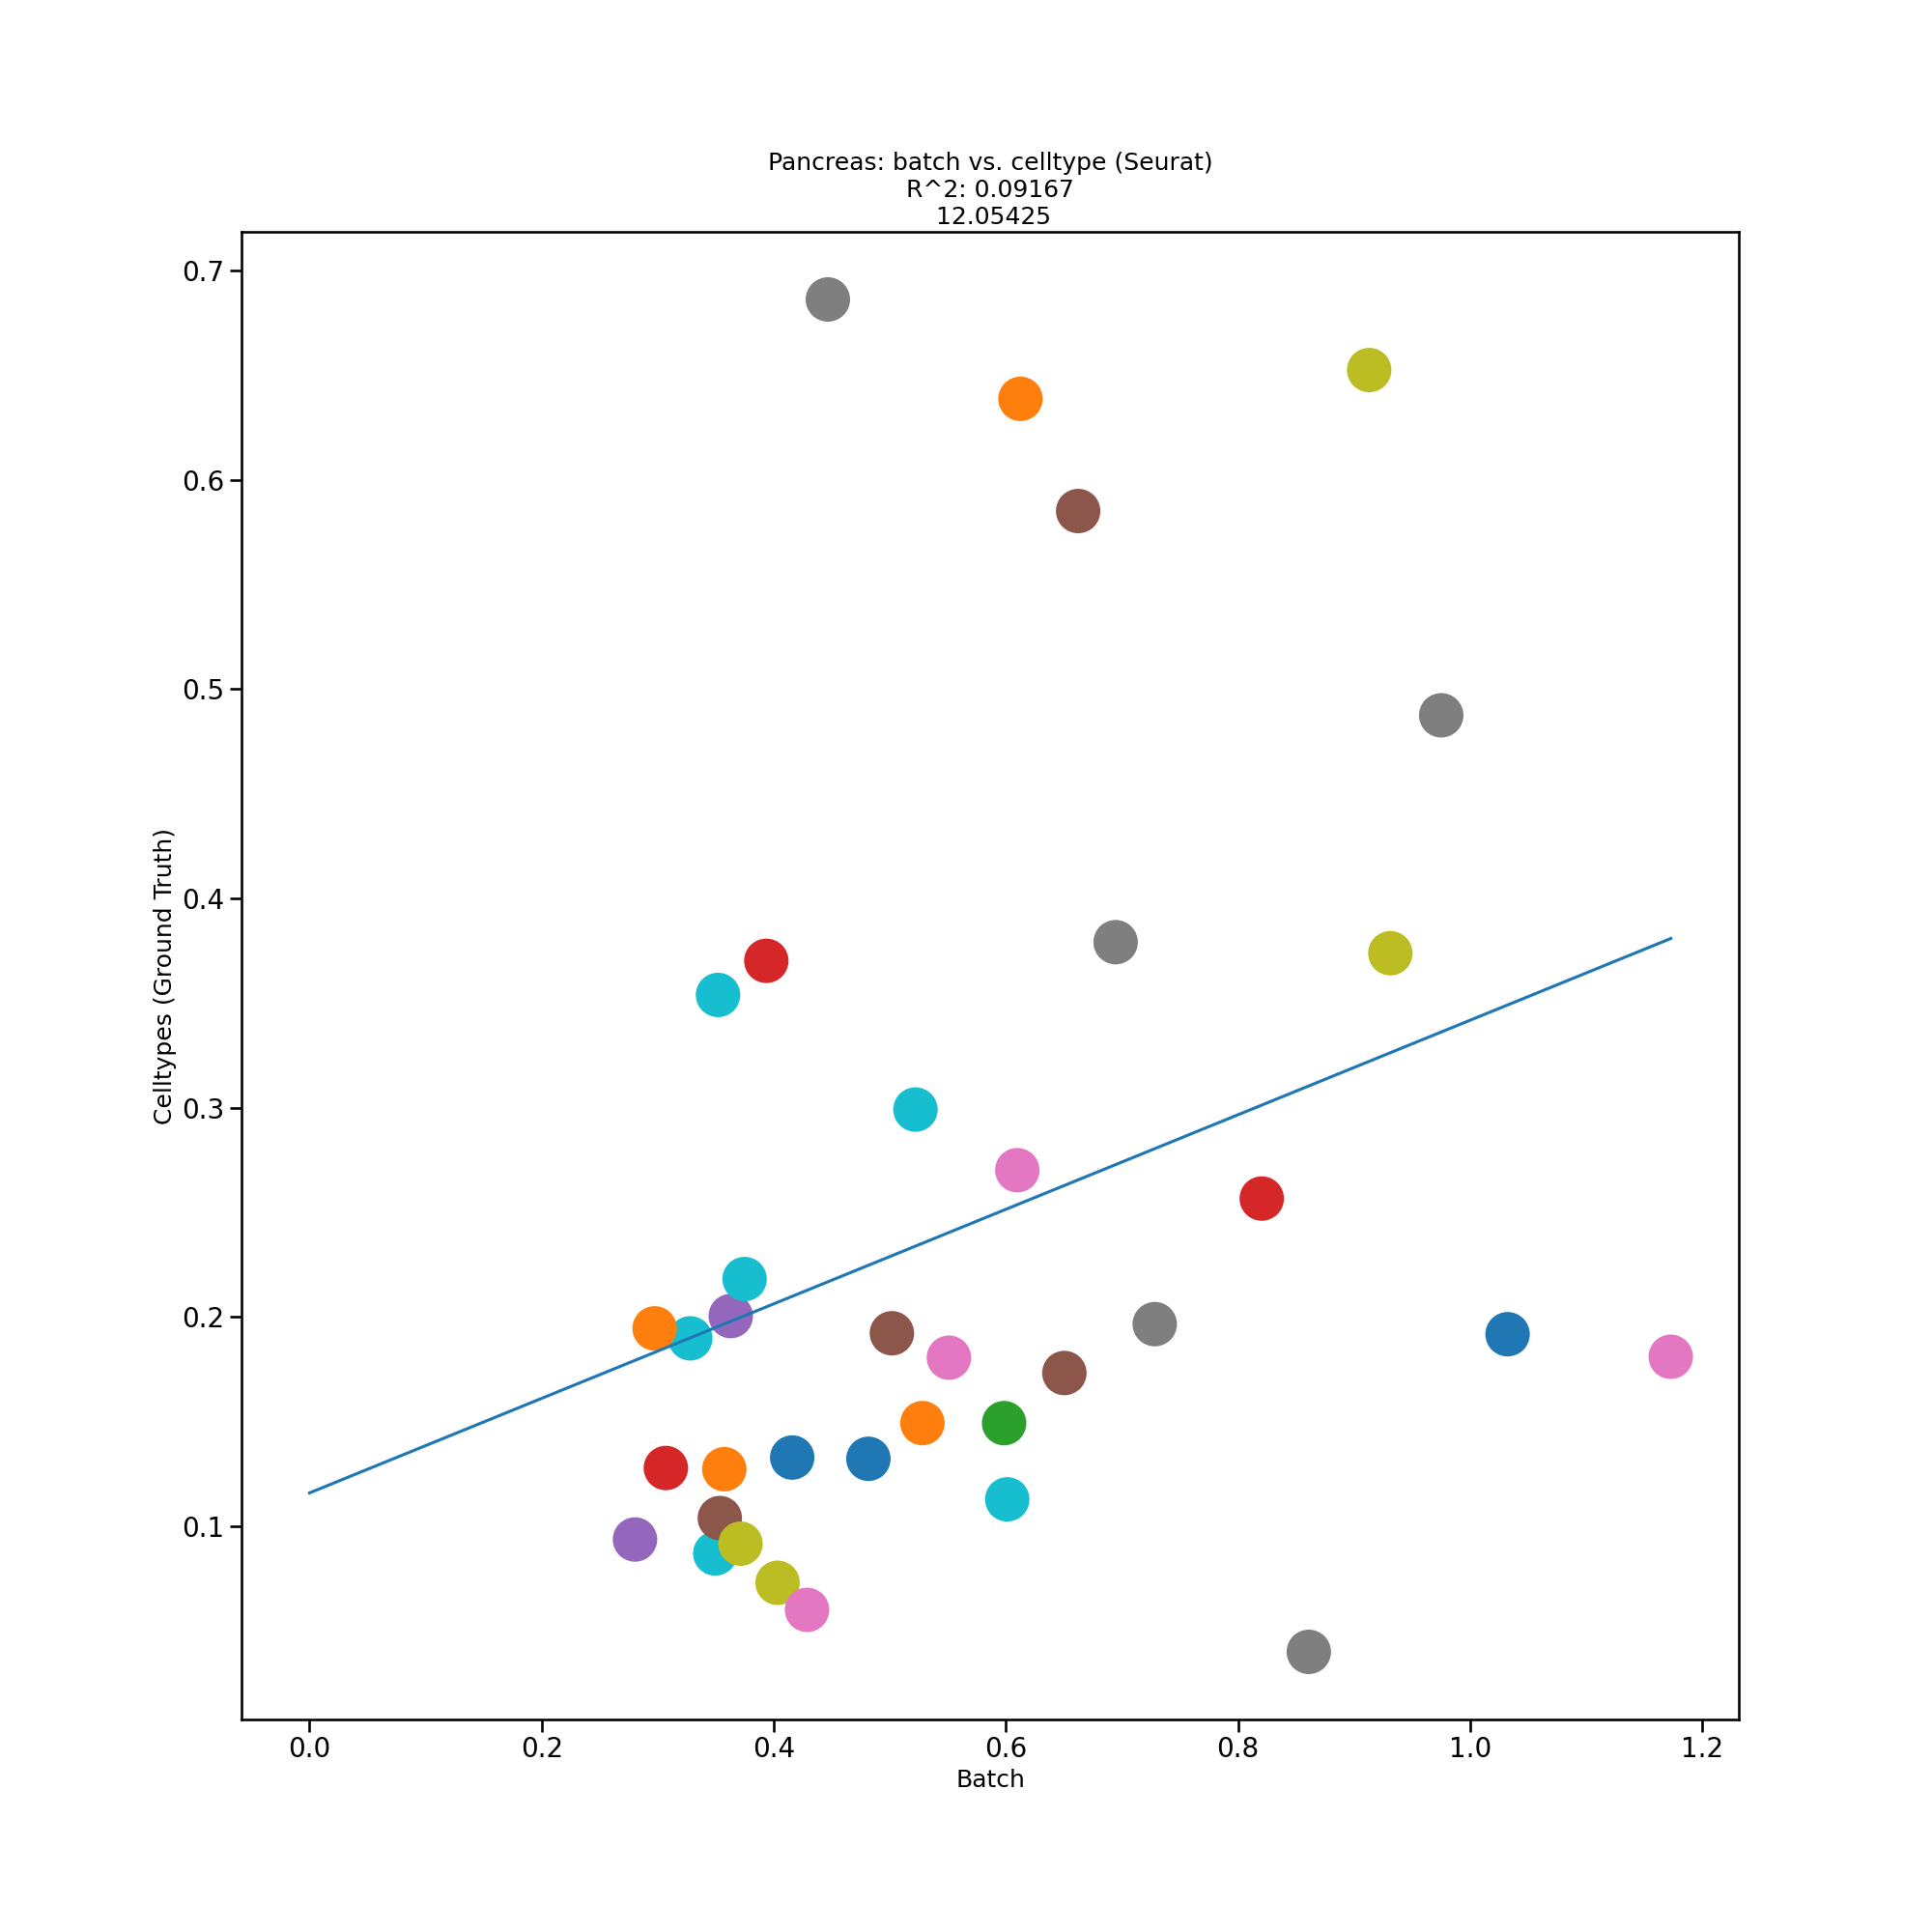 Pancreas: batch vs. celltype (Seurat)
R^2: 0.09167
12.05425
0.7
0.6
0.5
0.4
0.3
0.2
0.1
Celltypes (Ground Truth)
0.0 0.2 0.4 0.6 0.8 1.0 1.2
Batch